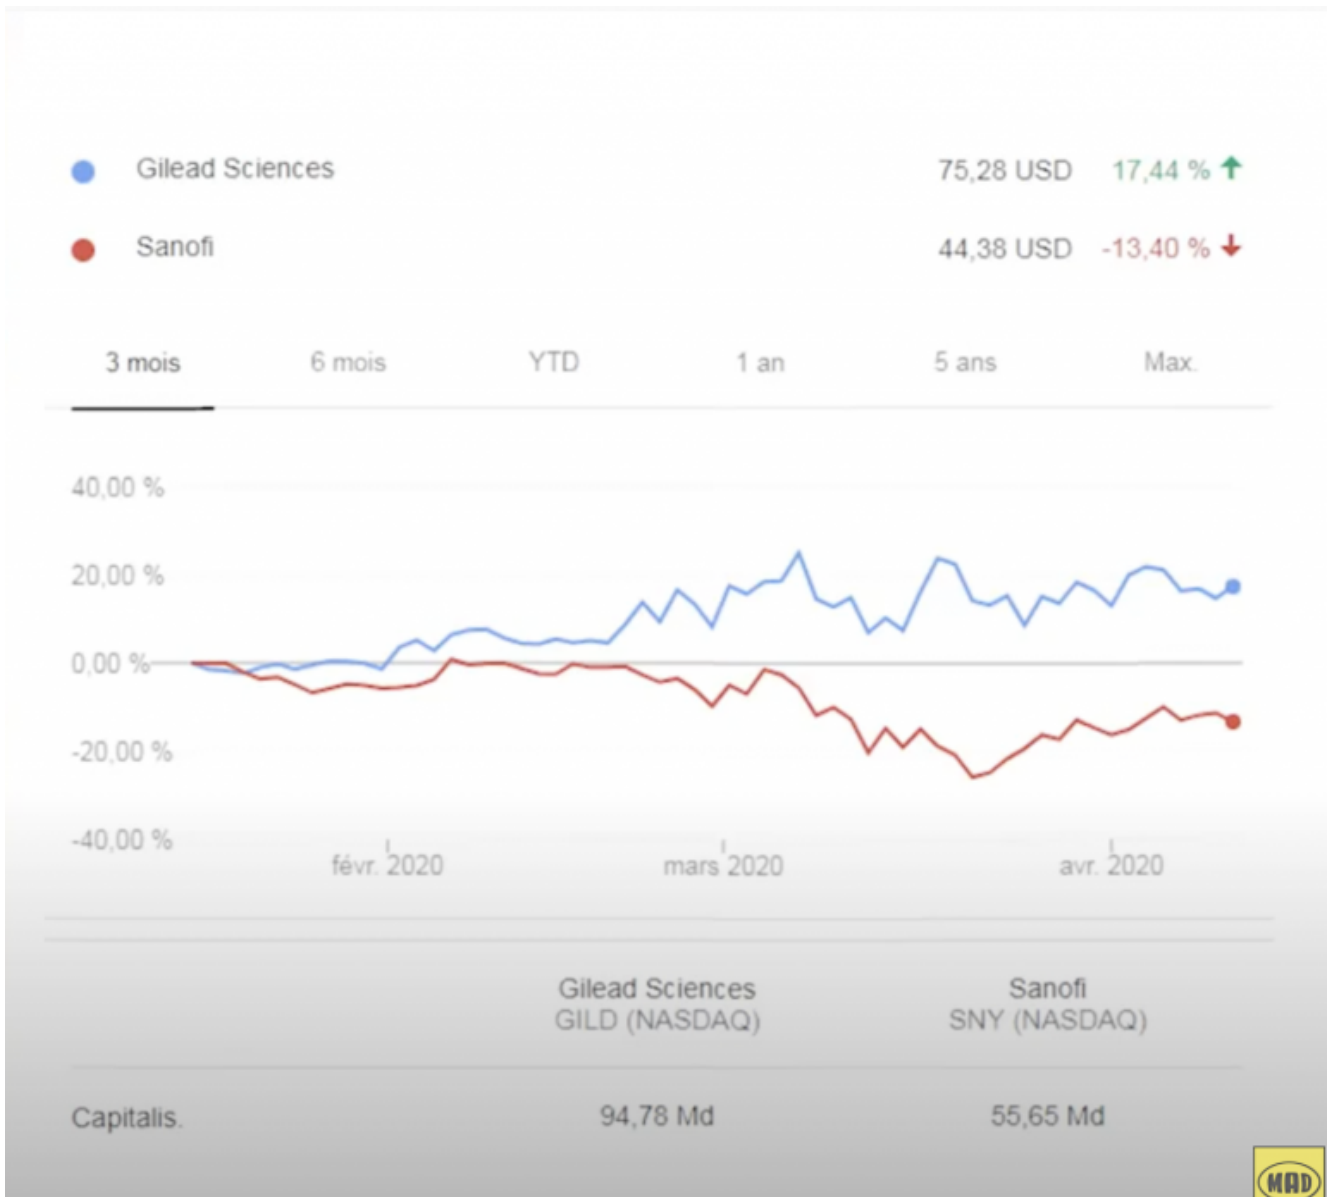 Gilead Sciences 75,28 USD 17,44 %
Sanofi 44,38 USD -13,40 %
3 mois 6 mois YTD 1 an 5 ans Max.
40,00 %
20,00 %
0,00 %
-20,00 %
-40,00 %
févr. 2020 mars 2020 avr. 2020
Gilead Sciences Sanofi
GILD (NASDAQ) SNY (NASDAQ)
Capitalis. 94,78 Md 55,65 Md
MAD